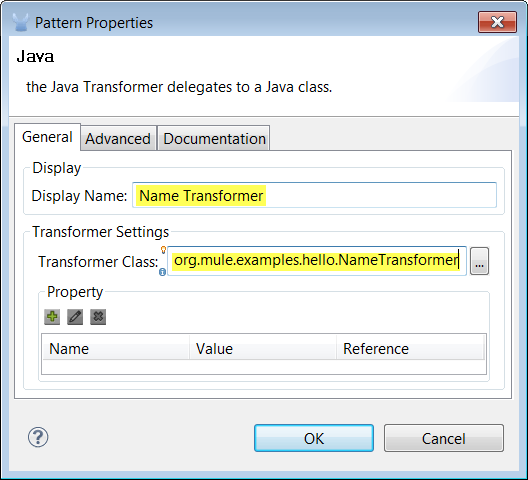 Pattern Properties
Java
the Java Transformer delegates to a Java class.
General Advanced Documentation
Display
Display Name: Name Transformer
Transformer Settings
Transformer Class: org.mule.examples.hello.NameTransformer ...
Property
Name Value Reference
? OK Cancel